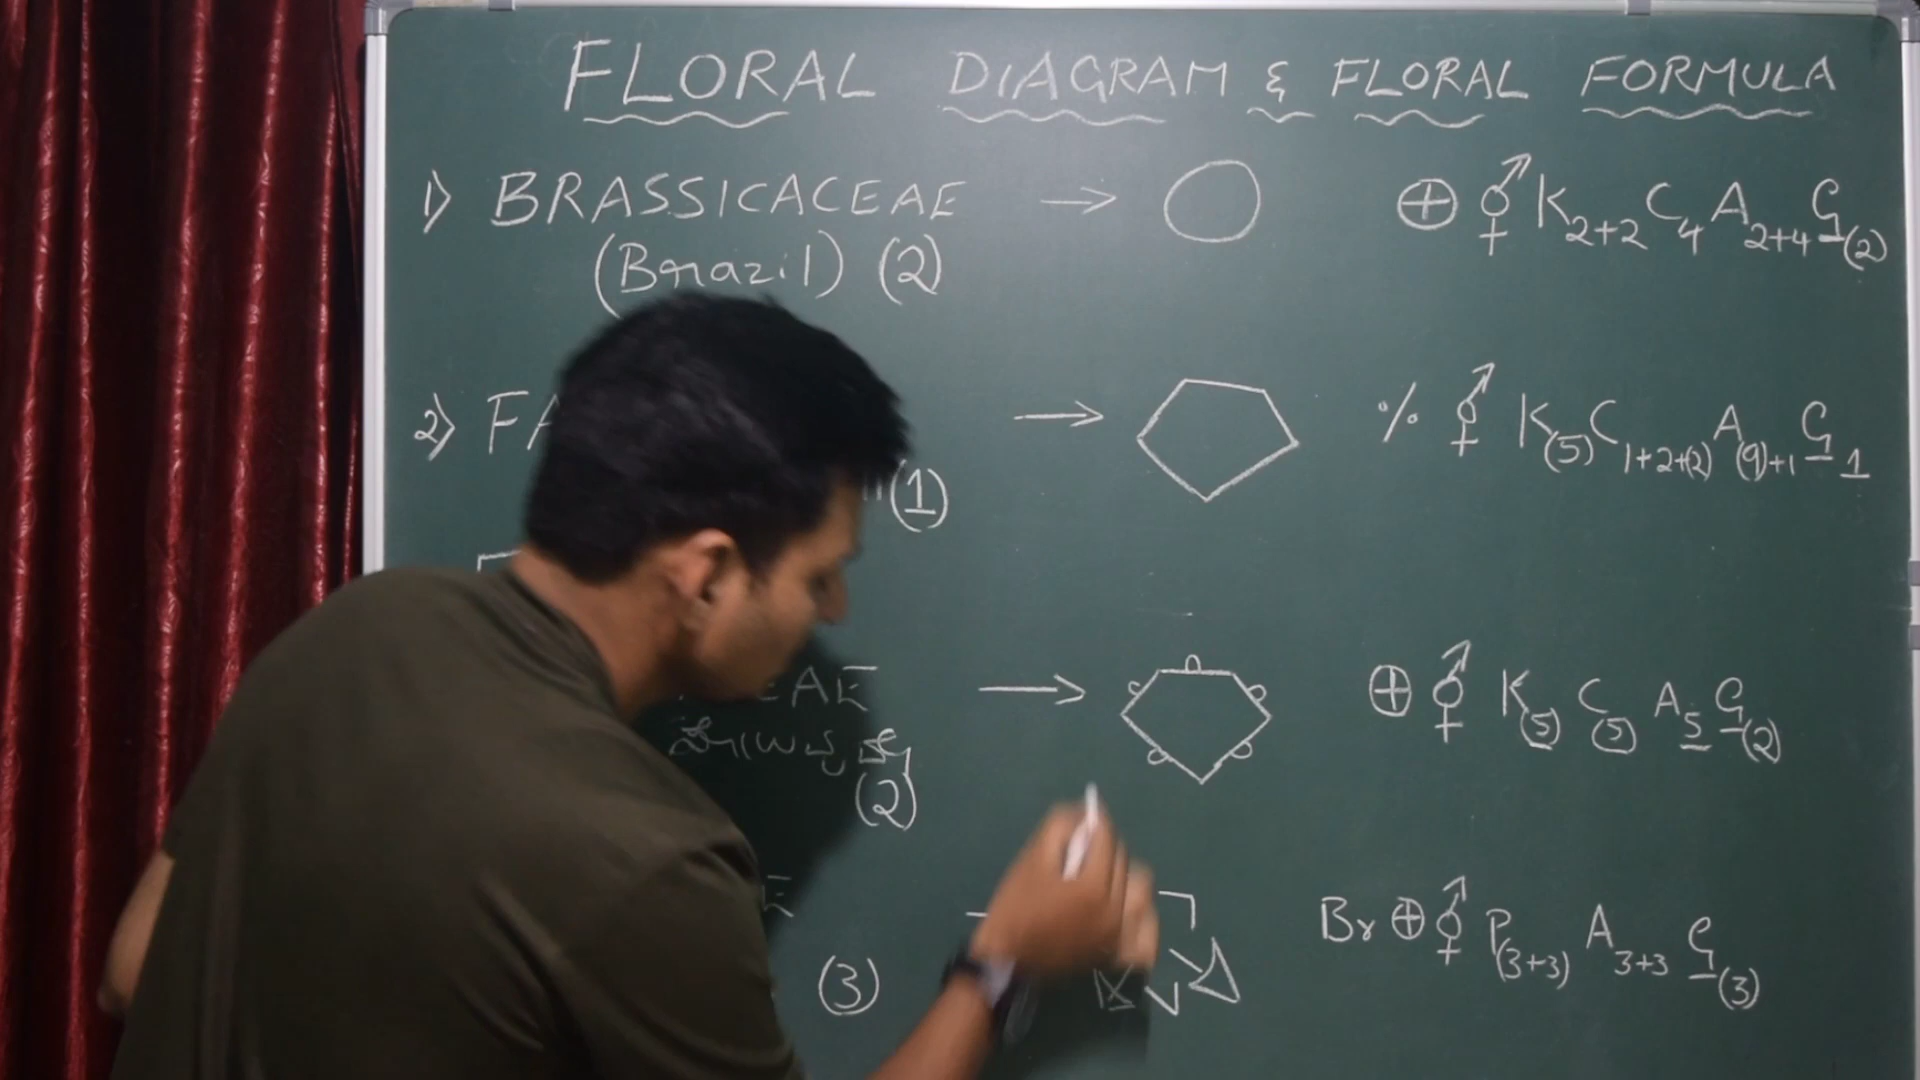 FLORAL DIAGRAM & FLORAL FORMULA
1) BRASSICACEAE → ⊕ ⚥ K2+2 C4 A2+4 G(2)
(Brazil) (2)
2) FA → % ⚥ K(5) C1+2+(2) A(9)+1 G1
(1)
EAE → ⊕ ⚥ K(5) C(5) A5 G(2)
(2)
E Br ⊕ ⚥ P(3+3) A3+3 G(3)
(3)